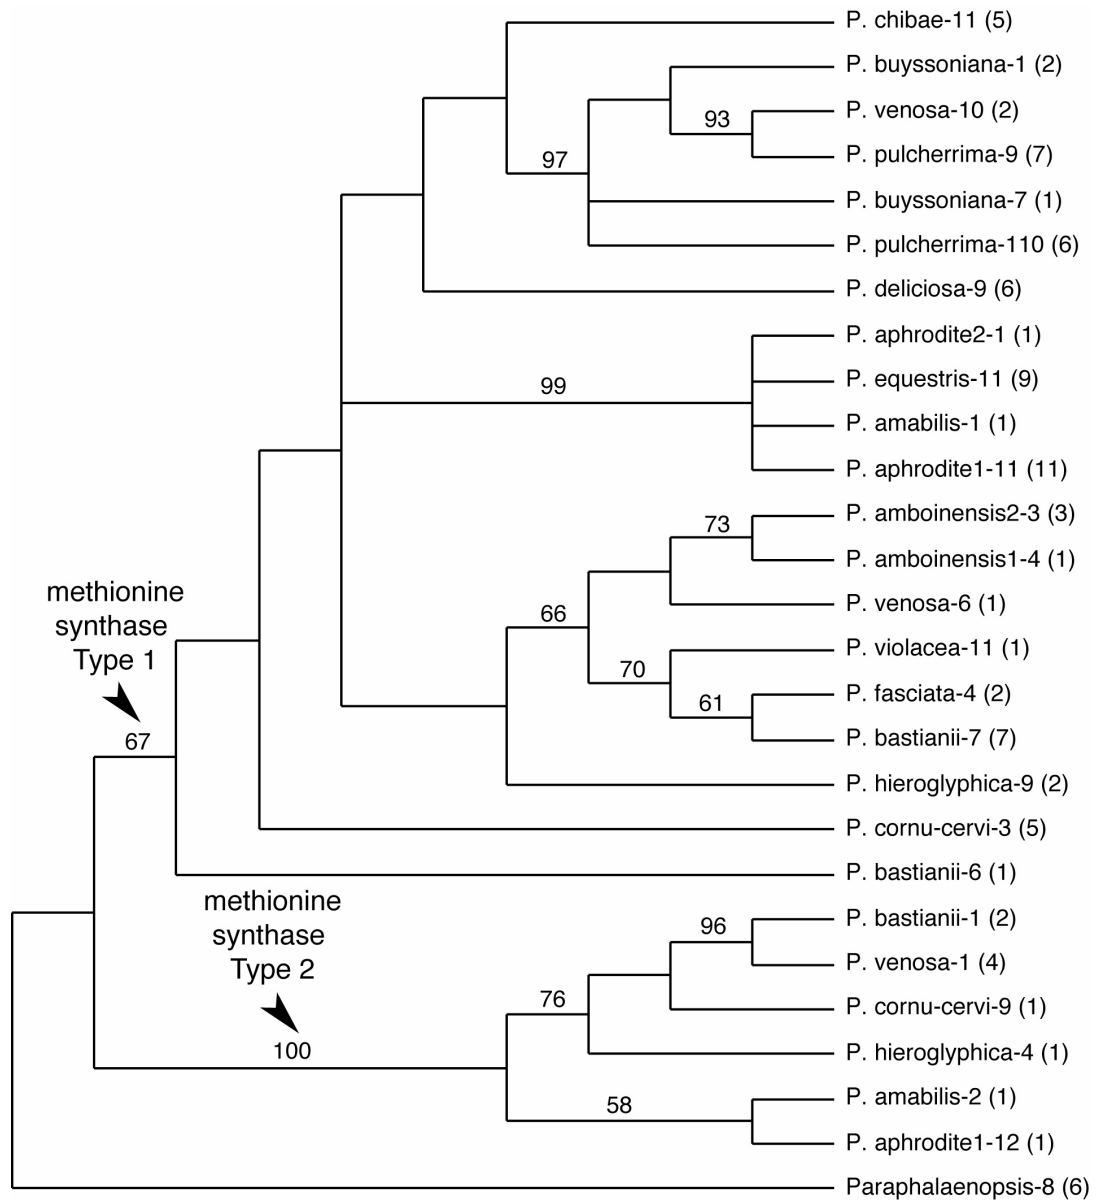 P. chibae-11 (5)
P. buyssoniana-1 (2)
93
P. venosa-10 (2)
P. pulcherrima-9 (7)
97
P. buyssoniana-7 (1)
P. pulcherrima-110 (6)
P. deliciosa-9 (6)
P. aphrodite2-1 (1)
99
P. equestris-11 (9)
P. amabilis-1 (1)
P. aphrodite1-11 (11)
73
P. amboinensis2-3 (3)
P. amboinensis1-4 (1)
66
P. venosa-6 (1)
P. violacea-11 (1)
70
61
P. fasciata-4 (2)
P. bastianii-7 (7)
P. hieroglyphica-9 (2)
P. cornu-cervi-3 (5)
P. bastianii-6 (1)
methionine
synthase
Type 1
67
methionine
synthase
Type 2
100
96
P. bastianii-1 (2)
P. venosa-1 (4)
76
P. cornu-cervi-9 (1)
P. hieroglyphica-4 (1)
58
P. amabilis-2 (1)
P. aphrodite1-12 (1)
Paraphalaenopsis-8 (6)